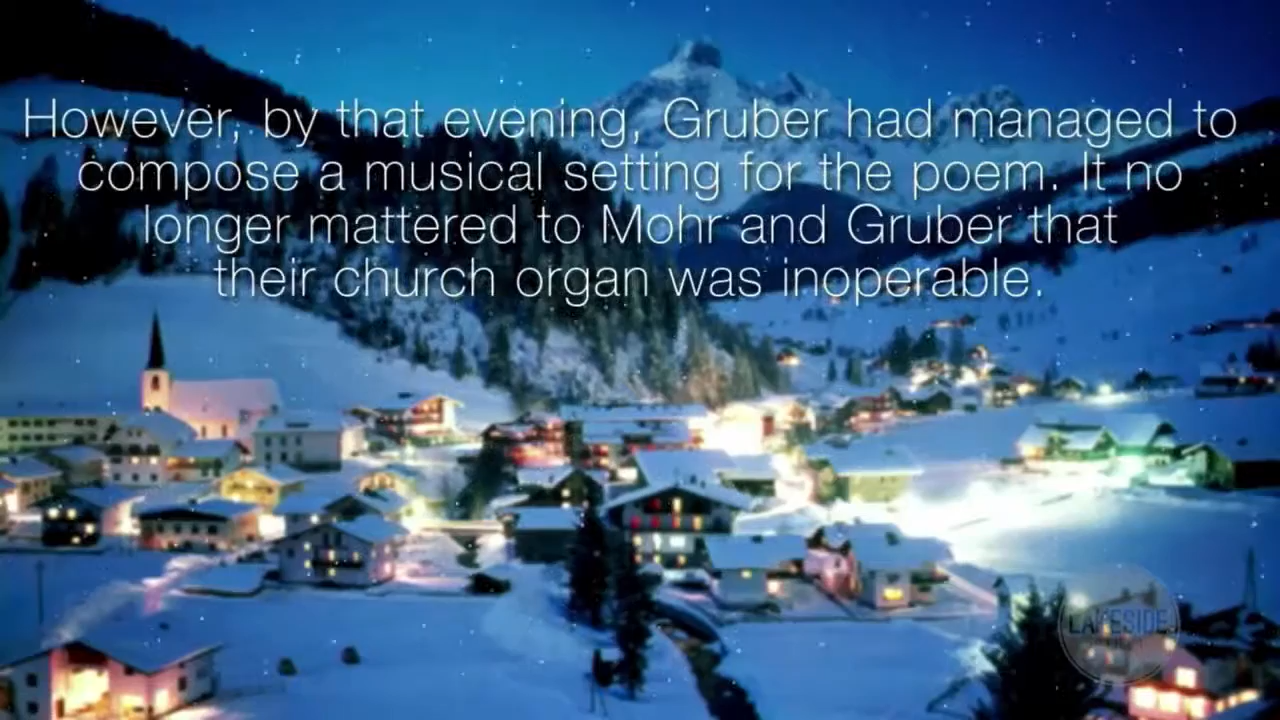 However, by that evening, Gruber had managed to
compose a musical setting for the poem. It no
longer mattered to Mohr and Gruber that
their church organ was inoperable.
LAKESIDE